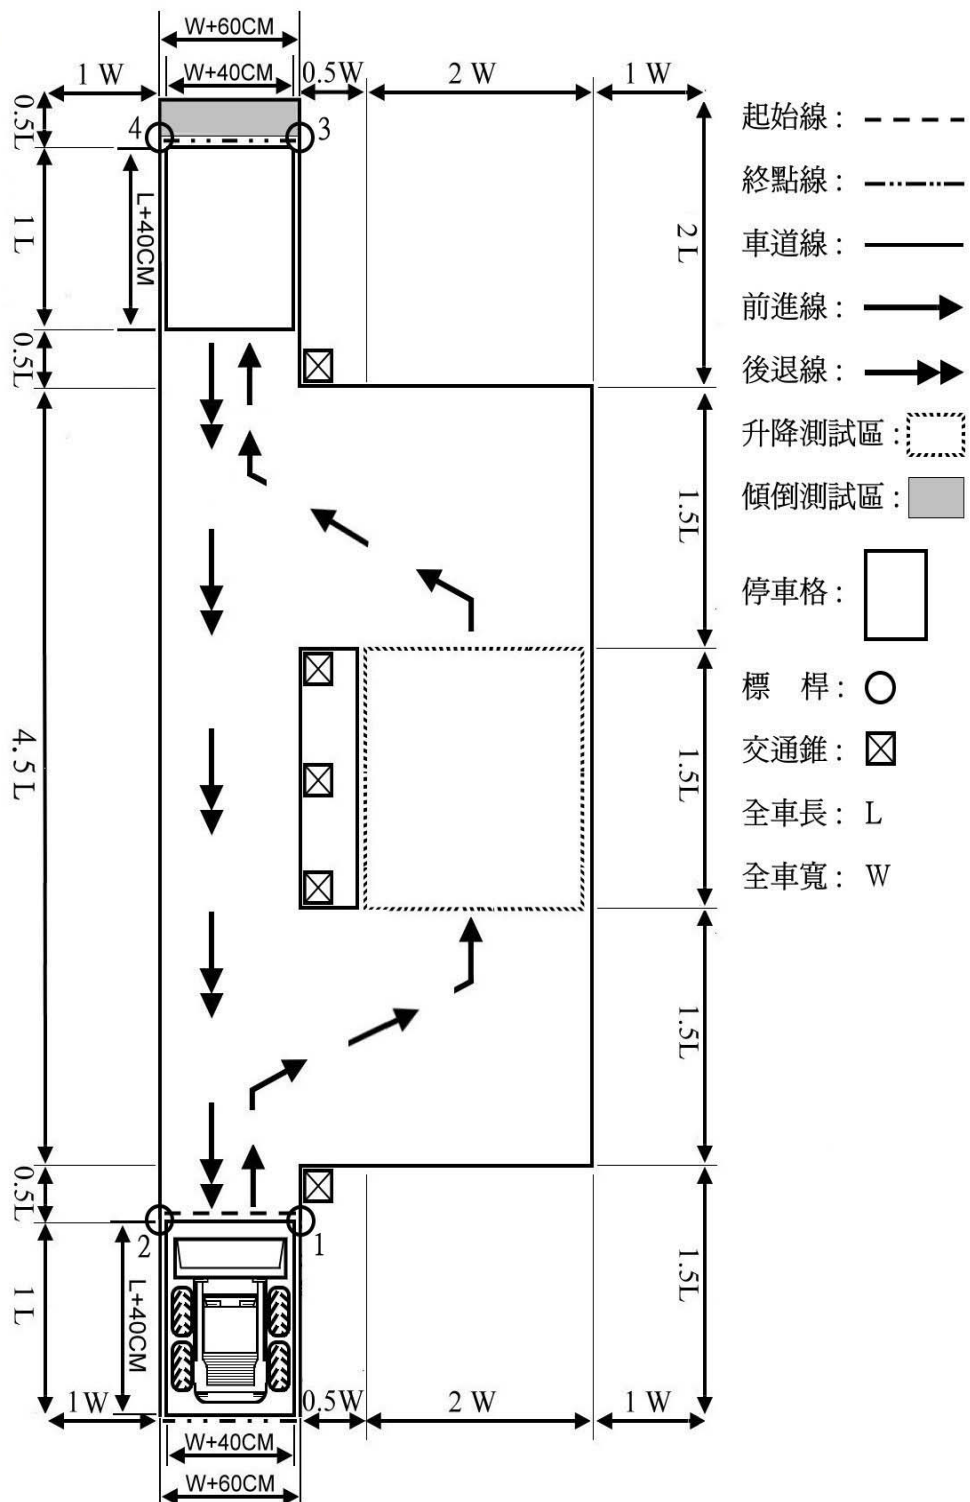 W+60CM
W+40CM
1 W
0.5W
2 W
1 W
0.5L
4
3
1 L
L+40CM
2 L
0.5L
4.5 L
1.5L
1.5L
1.5L
0.5L
2
1
1 L
L+40CM
1.5L
1W
0.5W
2 W
1 W
W+40CM
W+60CM
起始線：
終點線：
車道線：
前進線：
後退線：
升降測試區：
傾倒測試區：
停車格：
標　桿：
交通錐：
全車長： L
全車寬： W